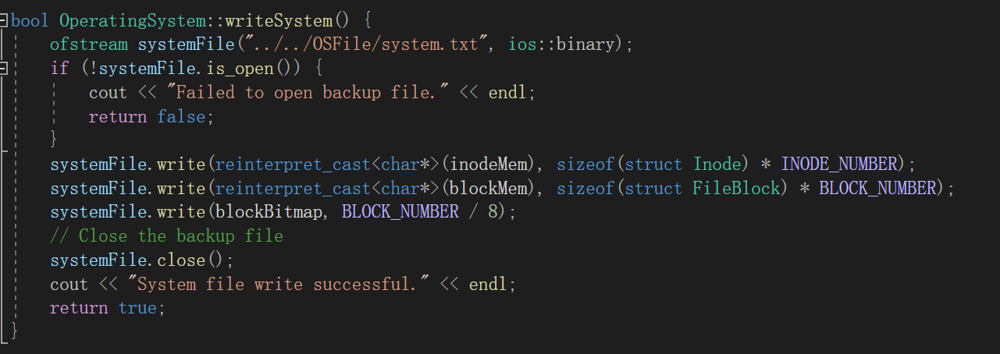 bool OperatingSystem::writeSystem() {
    ofstream systemFile("../../OSFile/system.txt", ios::binary);
    if (!systemFile.is_open()) {
        cout << "Failed to open backup file." << endl;
        return false;
    }
    systemFile.write(reinterpret_cast<char*>(inodeMem), sizeof(struct Inode) * INODE_NUMBER);
    systemFile.write(reinterpret_cast<char*>(blockMem), sizeof(struct FileBlock) * BLOCK_NUMBER);
    systemFile.write(blockBitmap, BLOCK_NUMBER / 8);
    // Close the backup file
    systemFile.close();
    cout << "System file write successful." << endl;
    return true;
}